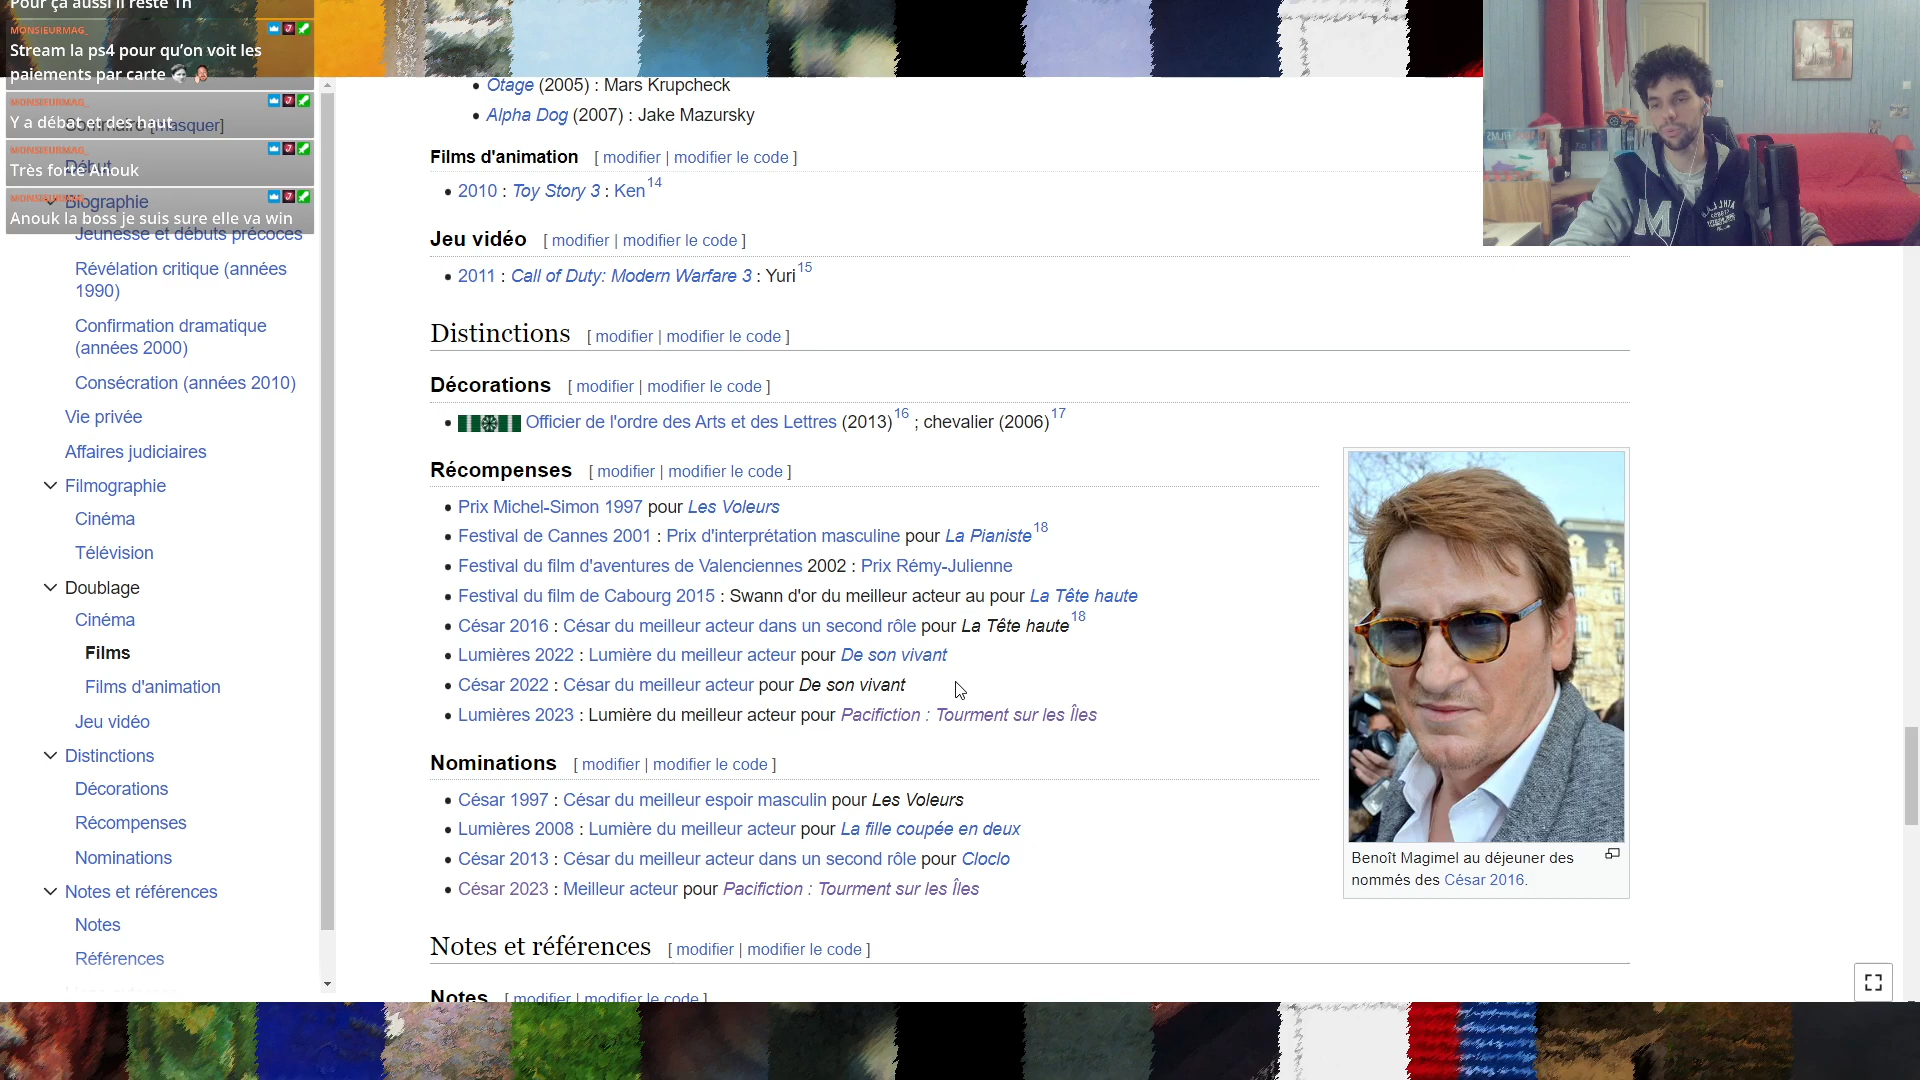 Pour ça aussi il reste 1h
MONSIEURMAG_
Stream la ps4 pour qu’on voit les
paiements par carte
MONSIEURMAG_
Y a débat et des haut
Sommaire [masquer]
MONSIEURMAG_
Très forte Anouk
Début
MONSIEURMAG_
Anouk la boss je suis sure elle va win
Biographie
Jeunesse et débuts précoces
Révélation critique (années
1990)
Confirmation dramatique
(années 2000)
Consécration (années 2010)
Vie privée
Affaires judiciaires
Filmographie
Cinéma
Télévision
Doublage
Cinéma
Films
Films d'animation
Jeu vidéo
Distinctions
Décorations
Récompenses
Nominations
Notes et références
Notes
Références
• Otage (2005) : Mars Krupcheck
• Alpha Dog (2007) : Jake Mazursky
Films d'animation [ modifier | modifier le code ]
• 2010 : Toy Story 3 : Ken 14
Jeu vidéo [ modifier | modifier le code ]
• 2011 : Call of Duty: Modern Warfare 3 : Yuri 15
Distinctions [ modifier | modifier le code ]
Décorations [ modifier | modifier le code ]
• Officier de l'ordre des Arts et des Lettres (2013) 16 ; chevalier (2006) 17
Récompenses [ modifier | modifier le code ]
• Prix Michel-Simon 1997 pour Les Voleurs
• Festival de Cannes 2001 : Prix d'interprétation masculine pour La Pianiste 18
• Festival du film d'aventures de Valenciennes 2002 : Prix Rémy-Julienne
• Festival du film de Cabourg 2015 : Swann d'or du meilleur acteur au pour La Tête haute
• César 2016 : César du meilleur acteur dans un second rôle pour La Tête haute 18
• Lumières 2022 : Lumière du meilleur acteur pour De son vivant
• César 2022 : César du meilleur acteur pour De son vivant
• Lumières 2023 : Lumière du meilleur acteur pour Pacifiction : Tourment sur les Îles
Nominations [ modifier | modifier le code ]
• César 1997 : César du meilleur espoir masculin pour Les Voleurs
• Lumières 2008 : Lumière du meilleur acteur pour La fille coupée en deux
• César 2013 : César du meilleur acteur dans un second rôle pour Cloclo
• César 2023 : Meilleur acteur pour Pacifiction : Tourment sur les Îles
Benoît Magimel au déjeuner des
nommés des César 2016.
Notes et références [ modifier | modifier le code ]
Notes [ modifier | modifier le code ]
M